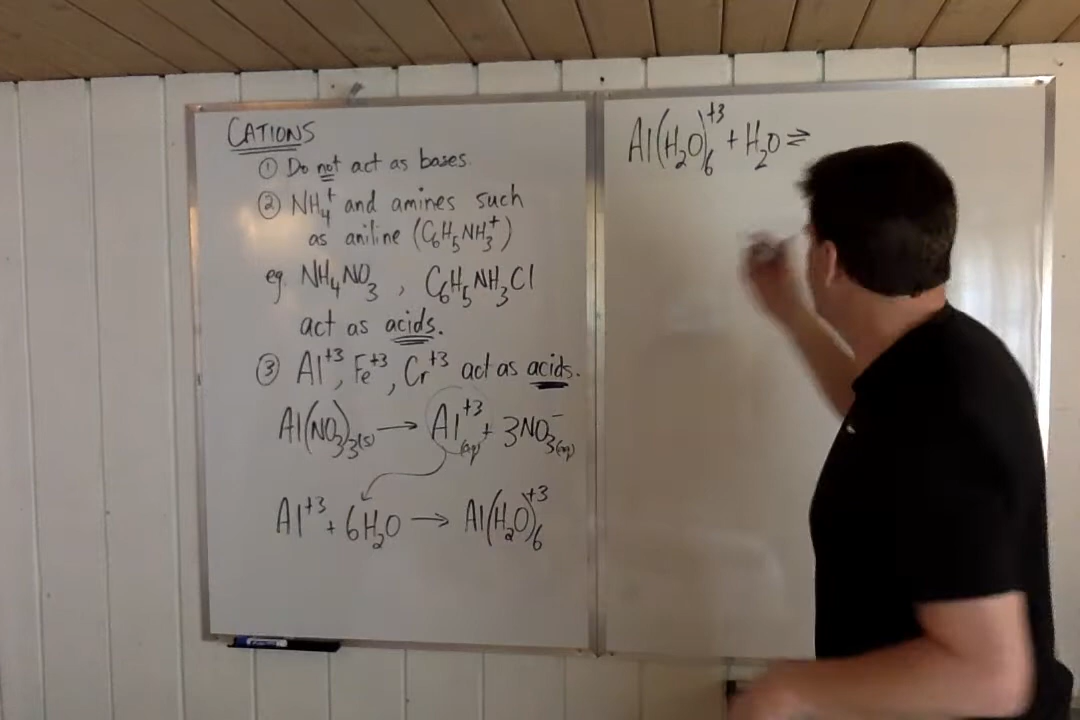 CATIONS
① Do not act as bases.
② NH₄⁺ and amines such
as aniline (C₆H₅NH₃⁺)
eg. NH₄NO₃ , C₆H₅NH₃Cl
act as acids.
③ Al⁺³, Fe⁺³, Cr⁺³ act as acids.
Al(NO₃)₃(s) → Al⁺³(aq) + 3NO₃⁻(aq)
Al⁺³ + 6H₂O → Al(H₂O)₆⁺³
Al(H₂O)₆⁺³ + H₂O ⇌